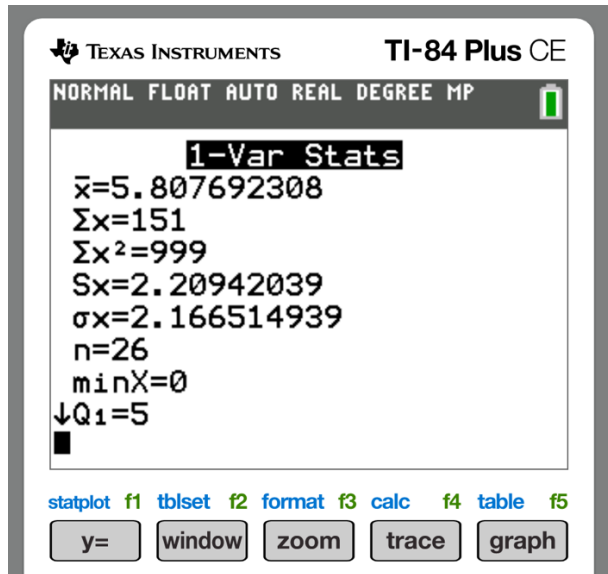 TEXAS INSTRUMENTS TI-84 Plus CE
NORMAL FLOAT AUTO REAL DEGREE MP
1-Var Stats
x̄=5.807692308
Σx=151
Σx²=999
Sx=2.20942039
σx=2.166514939
n=26
minX=0
↓Q₁=5
statplot f1 tblset f2 format f3 calc f4 table f5
y= window zoom trace graph